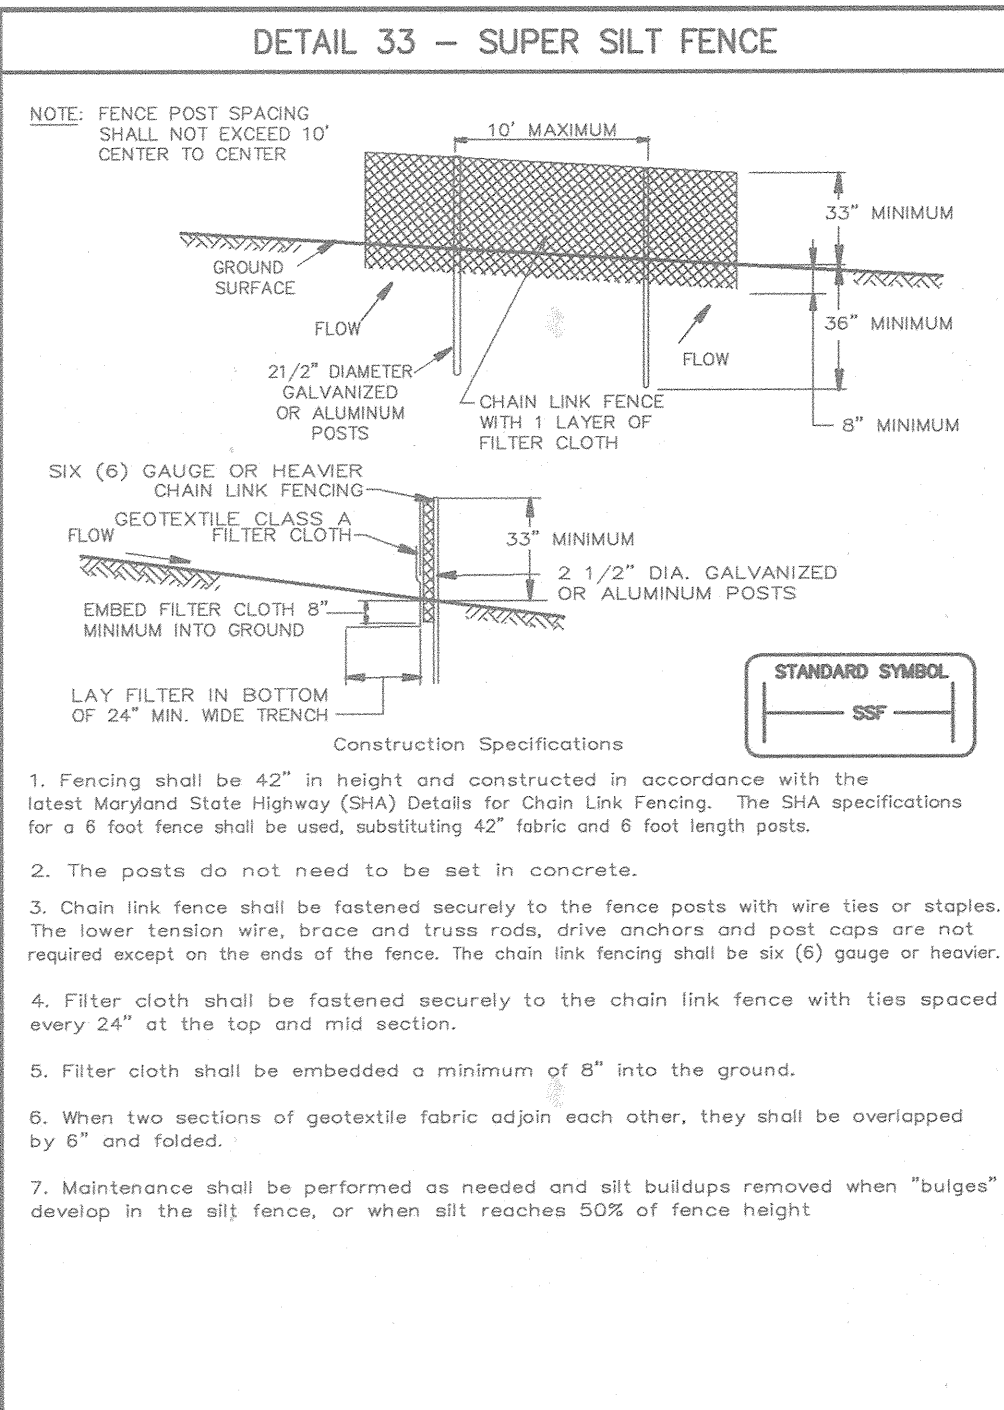 DETAIL 33 – SUPER SILT FENCE
NOTE: FENCE POST SPACING
SHALL NOT EXCEED 10'
CENTER TO CENTER
10' MAXIMUM
33" MINIMUM
GROUND
SURFACE
FLOW
36" MINIMUM
FLOW
21/2" DIAMETER
GALVANIZED
OR ALUMINUM
POSTS
CHAIN LINK FENCE
WITH 1 LAYER OF
FILTER CLOTH
8" MINIMUM
SIX (6) GAUGE OR HEAVIER
CHAIN LINK FENCING
GEOTEXTILE CLASS A
FILTER CLOTH
FLOW
33" MINIMUM
2 1/2" DIA. GALVANIZED
OR ALUMINUM POSTS
EMBED FILTER CLOTH 8"
MINIMUM INTO GROUND
LAY FILTER IN BOTTOM
OF 24" MIN. WIDE TRENCH
STANDARD SYMBOL
SSF
Construction Specifications
1. Fencing shall be 42" in height and constructed in accordance with the
latest Maryland State Highway (SHA) Details for Chain Link Fencing. The SHA specifications
for a 6 foot fence shall be used, substituting 42" fabric and 6 foot length posts.
2. The posts do not need to be set in concrete.
3. Chain link fence shall be fastened securely to the fence posts with wire ties or staples.
The lower tension wire, brace and truss rods, drive anchors and post caps are not
required except on the ends of the fence. The chain link fencing shall be six (6) gauge or heavier.
4. Filter cloth shall be fastened securely to the chain link fence with ties spaced
every 24" at the top and mid section.
5. Filter cloth shall be embedded a minimum of 8" into the ground.
6. When two sections of geotextile fabric adjoin each other, they shall be overlapped
by 6" and folded.
7. Maintenance shall be performed as needed and silt buildups removed when "bulges"
develop in the silt fence, or when silt reaches 50% of fence height